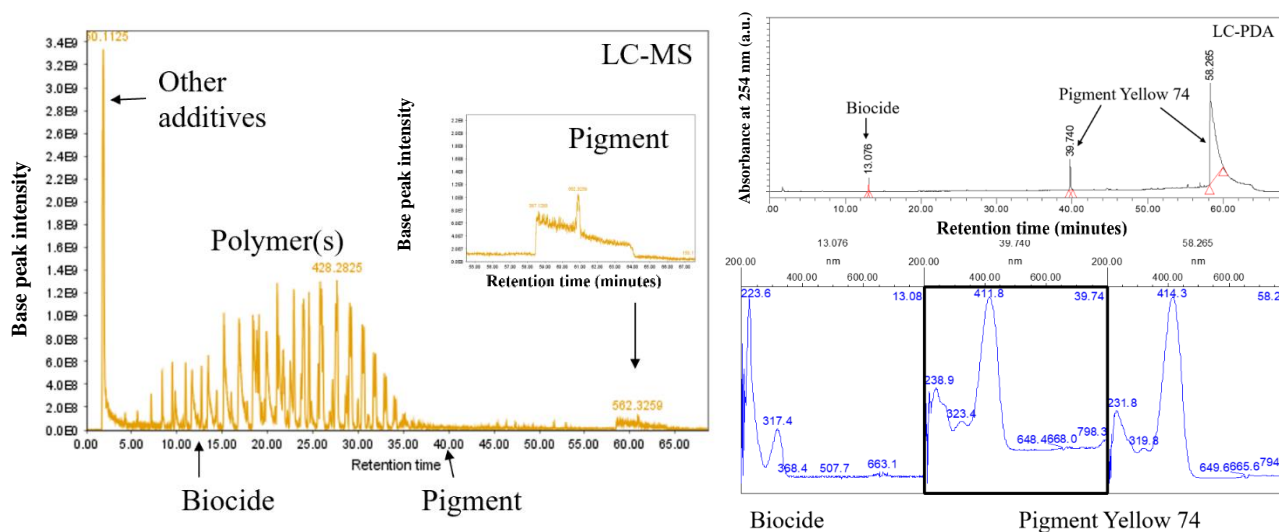 50.1125
3.4E9
3.2E9
3.0E9
2.8E9
2.6E9
2.4E9
2.2E9
2.0E9
1.8E9
1.6E9
1.4E9
1.2E9
1.0E9
8.0E8
6.0E8
4.0E8
2.0E8
0.0E0
Base peak intensity
LC-MS
Other
additives
Polymer(s)
428.2825
Pigment
Base peak intensity
Retention time (minutes)
562.3259
0.00 5.00 10.00 15.00 20.00 25.00 30.00 35.00 40.00 45.00 50.00 55.00 60.00 65.00
Retention time
Biocide
Pigment
LC-PDA
Absorbance at 254 nm (a.u.)
Biocide
Pigment Yellow 74
13.076
39.740
58.265
.00 10.00 20.00 30.00 40.00 50.00 60.00
Retention time (minutes)
13.076 39.740 58.265
200.00 nm 200.00 nm 200.00 nm
400.00 600.00 400.00 600.00 400.00 600.00
223.6 13.08 411.8 39.74 414.3 58.2
238.9 231.8
317.4 323.4 319.8
368.4 507.7 663.1 648.4 668.0 798.3 649.6 665.6 794
Biocide
Pigment Yellow 74